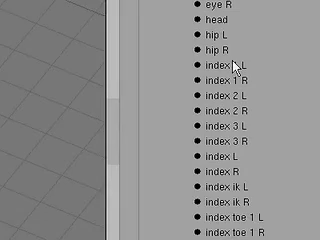 eye R
head
hip L
hip R
index L
index 1 R
index 2 L
index 2 R
index 3 L
index 3 R
index L
index R
index ik L
index ik R
index toe 1 L
index toe 1 R